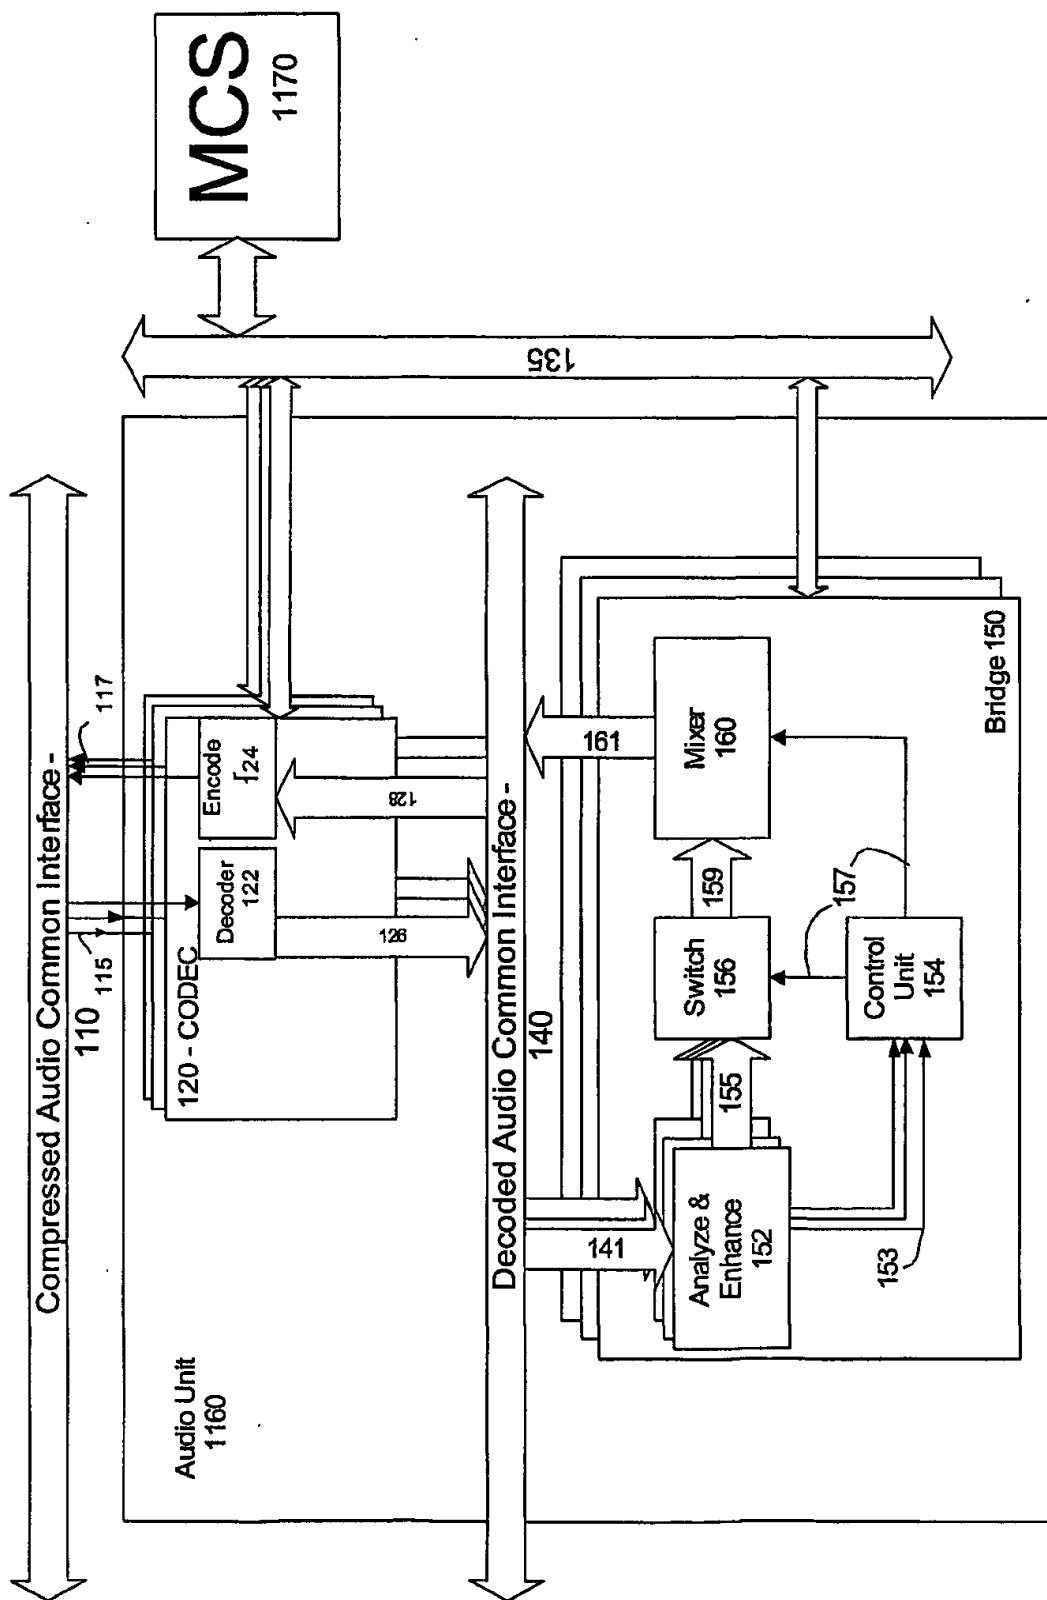 Compressed Audio Common Interface -
110
MCS
1170
115
117
120 - CODEC
Decoder
122
Encode
124
126
128
135
Audio Unit
1160
Decoded Audio Common Interface -
140
141
161
Analyze &
Enhance
152
155
Switch
156
159
Mixer
160
153
Control
Unit
154
157
Bridge 150